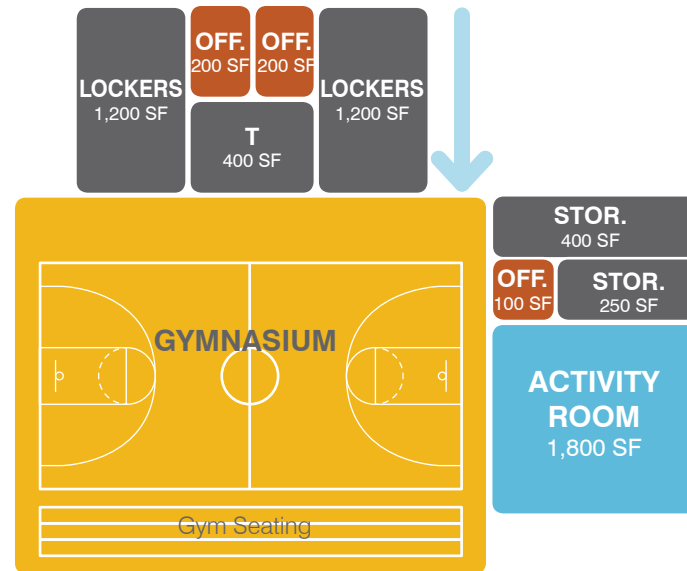 LOCKERS
1,200 SF
OFF.
200 SF
OFF.
200 SF
T
400 SF
LOCKERS
1,200 SF
STOR.
400 SF
OFF.
100 SF
STOR.
250 SF
GYMNASIUM
ACTIVITY
ROOM
1,800 SF
Gym Seating